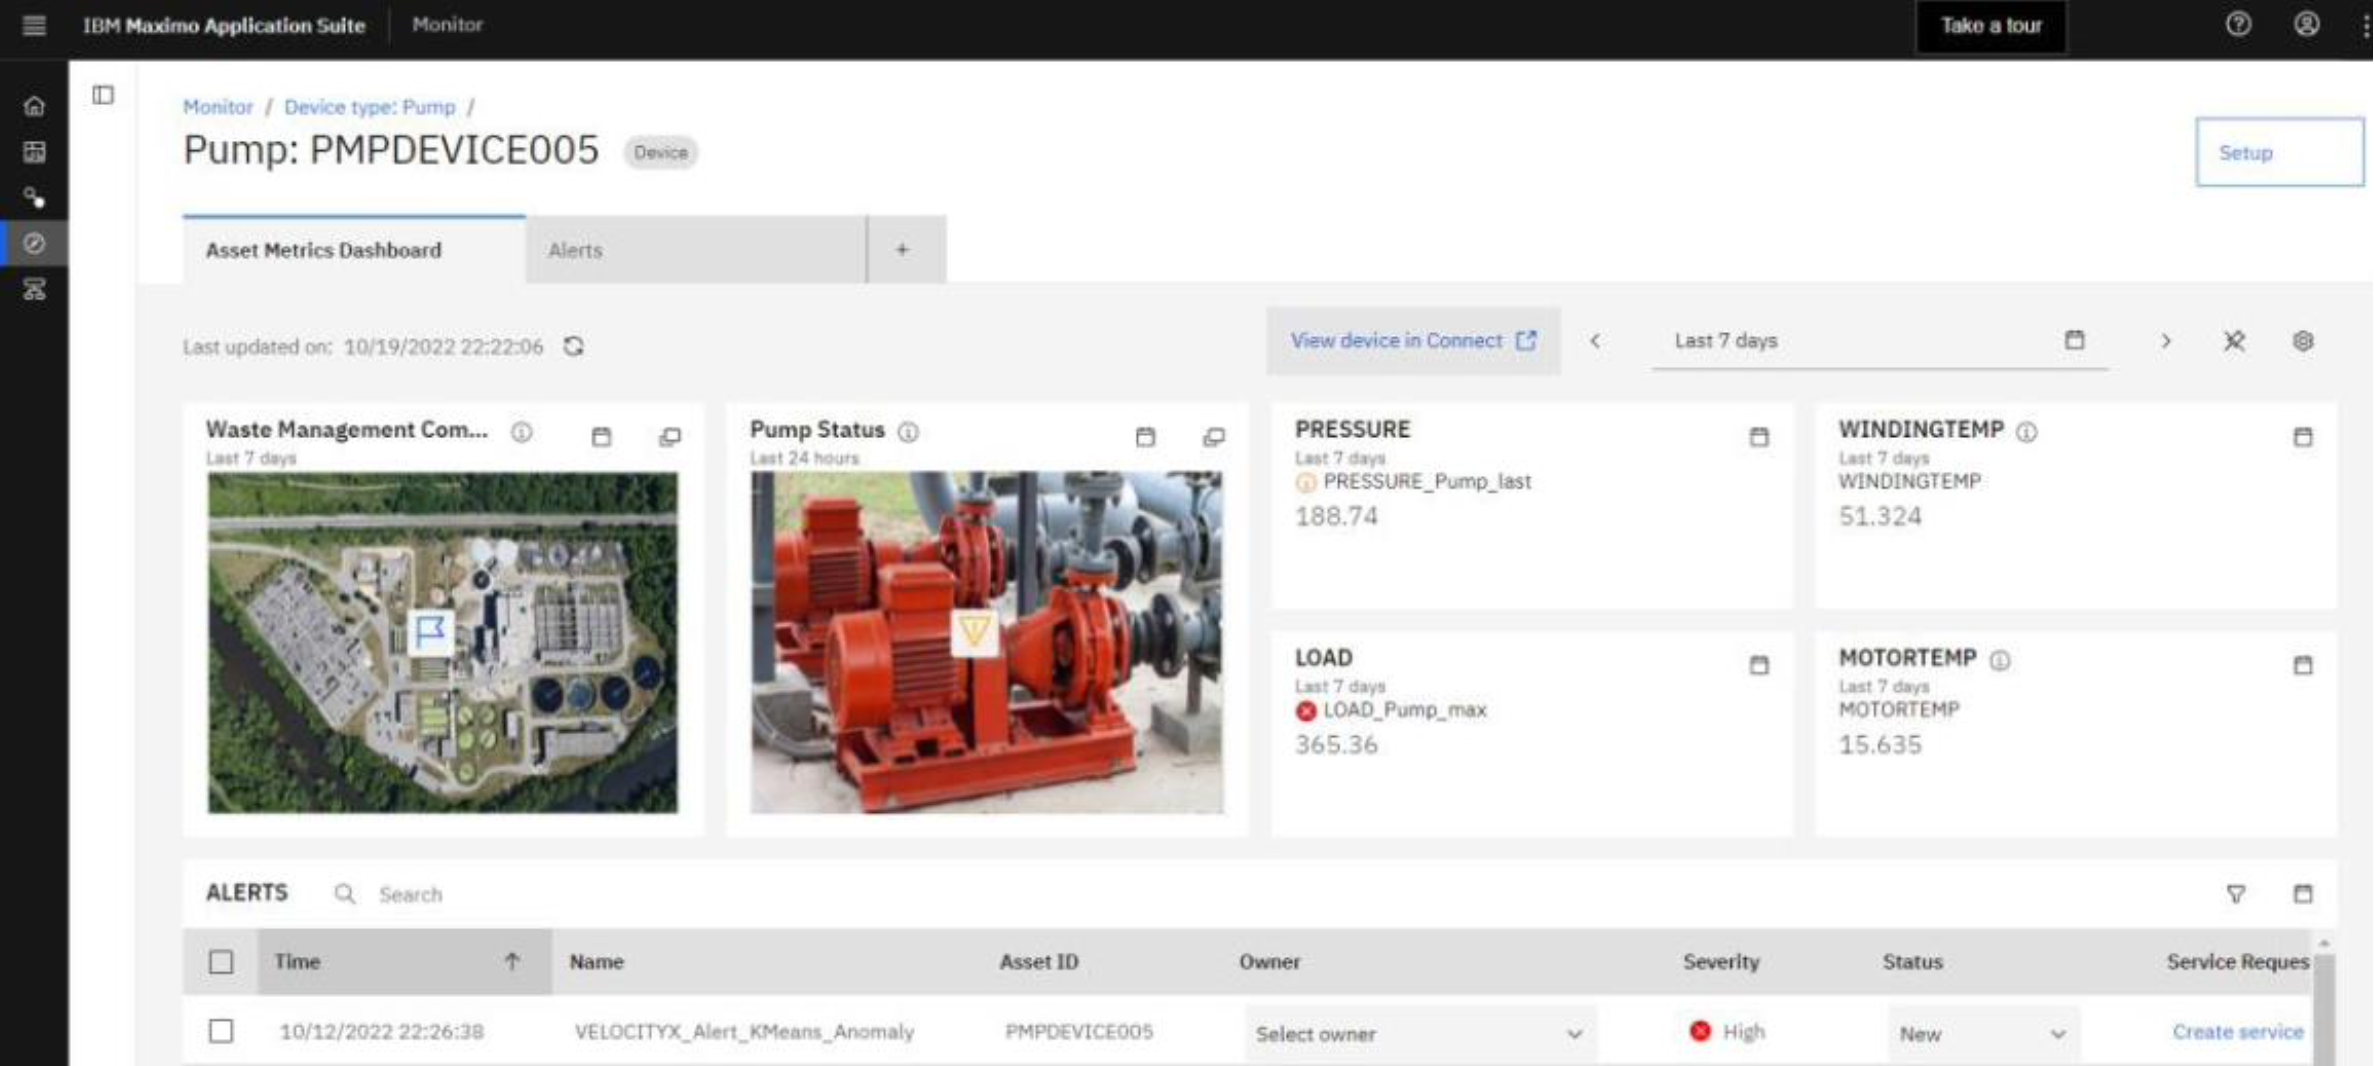 IBM Maximo Application Suite Monitor Take a tour
Monitor / Device type: Pump /
Pump: PMPDEVICE005 Device
Setup
Asset Metrics Dashboard Alerts +
Last updated on: 10/19/2022 22:22:06
View device in Connect Last 7 days
Waste Management Com...
Last 7 days
Pump Status
Last 24 hours
PRESSURE
Last 7 days
PRESSURE_Pump_last
188.74
WINDINGTEMP
Last 7 days
WINDINGTEMP
51.324
LOAD
Last 7 days
LOAD_Pump_max
365.36
MOTORTEMP
Last 7 days
MOTORTEMP
15.635
ALERTS Search
Time Name Asset ID Owner Severity Status Service Reques
10/12/2022 22:26:38 VELOCITYX_Alert_KMeans_Anomaly PMPDEVICE005 Select owner High New Create service